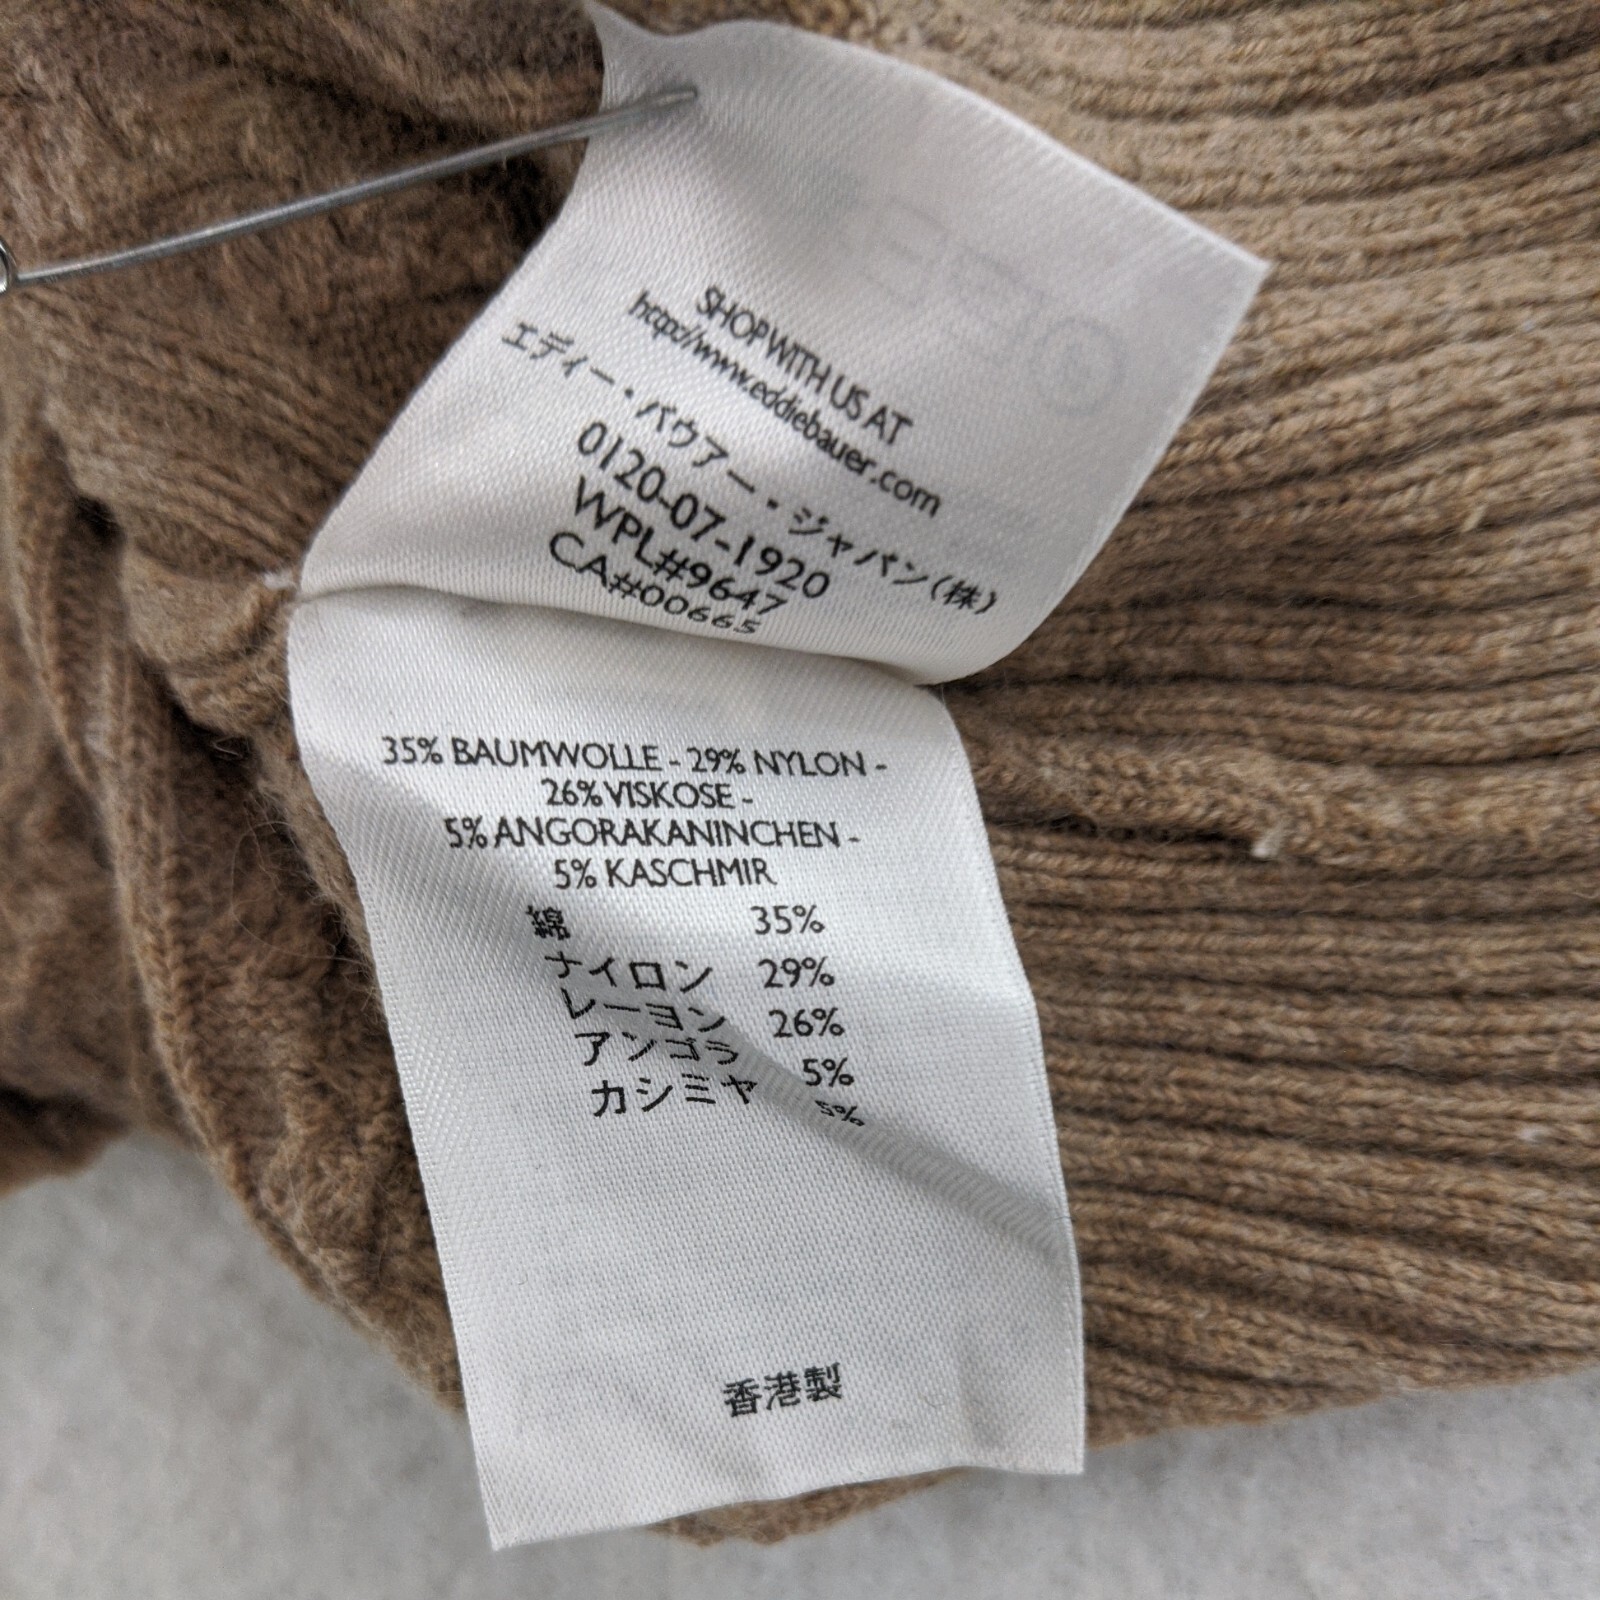 SHOP WITH US AT
http://www.eddiebauer.com
エディー・バウアー・ジャパン(株)
0120-07-1920
WPL#9647
CA#00665
35% BAUMWOLLE - 29% NYLON -
26% VISKOSE -
5% ANGORAKANINCHEN -
5% KASCHMIR
綿 35%
ナイロン 29%
レーヨン 26%
アンゴラ 5%
カシミヤ 5%
香港製